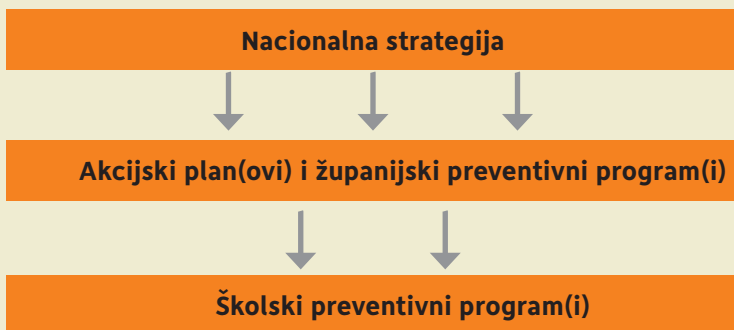 Nacionalna strategija
Akcijski plan(ovi) i županijski preventivni program(i)
Školski preventivni program(i)